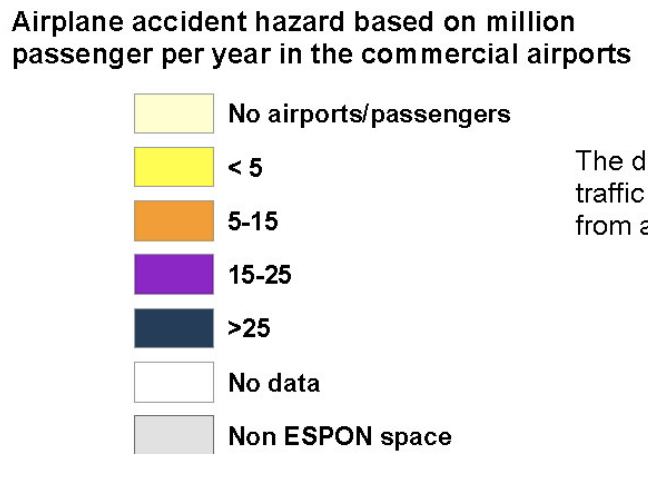 Airplane accident hazard based on million
passenger per year in the commercial airports
No airports/passengers
< 5
The
traffic
from
5-15
15-25
>25
No data
Non ESPON space